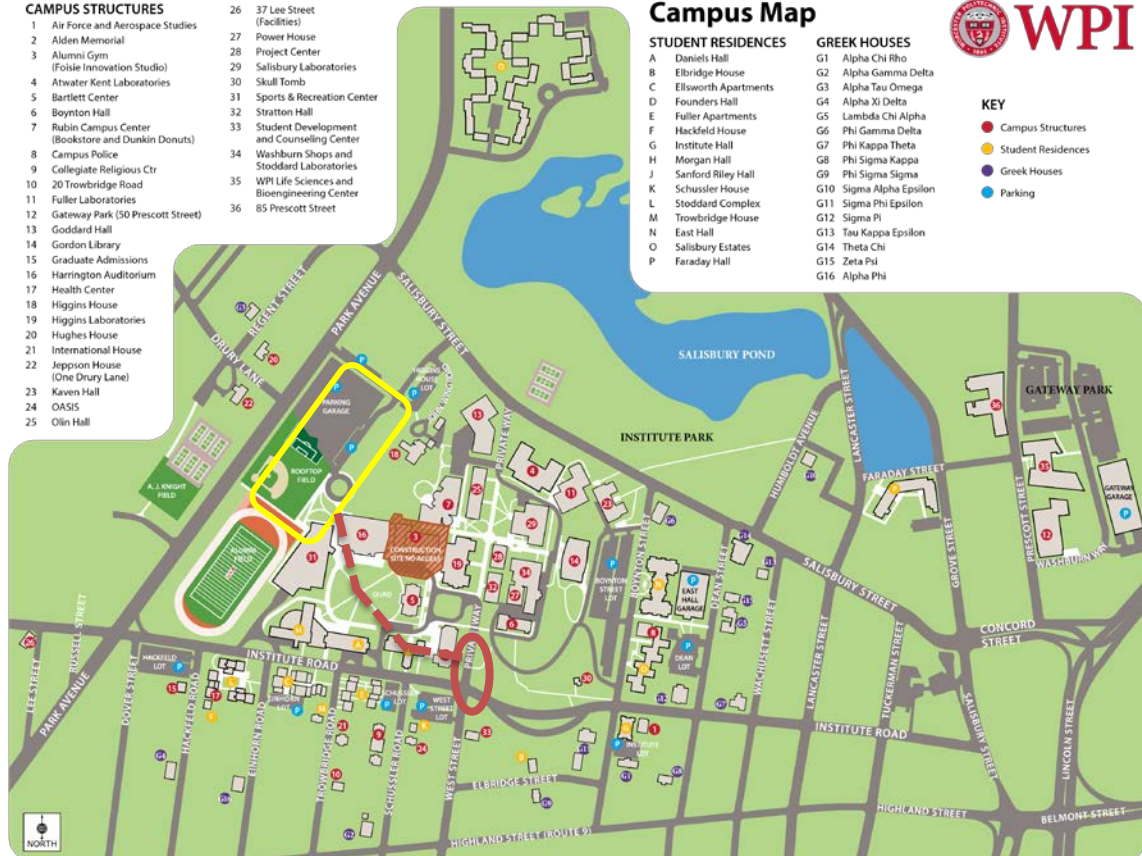 CAMPUS STRUCTURES
1 Air Force and Aerospace Studies
2 Alden Memorial
3 Alumni Gym
(Foisie Innovation Studio)
4 Atwater Kent Laboratories
5 Bartlett Center
6 Boynton Hall
7 Rubin Campus Center
(Bookstore and Dunkin Donuts)
8 Campus Police
9 Collegiate Religious Ctr
10 20 Trowbridge Road
11 Fuller Laboratories
12 Gateway Park (50 Prescott Street)
13 Goddard Hall
14 Gordon Library
15 Graduate Admissions
16 Harrington Auditorium
17 Health Center
18 Higgins House
19 Higgins Laboratories
20 Hughes House
21 International House
22 Jeppson House
(One Drury Lane)
23 Kaven Hall
24 OASIS
25 Olin Hall
26 37 Lee Street
(Facilities)
27 Power House
28 Project Center
29 Salisbury Laboratories
30 Skull Tomb
31 Sports & Recreation Center
32 Stratton Hall
33 Student Development
and Counseling Center
34 Washburn Shops and
Stoddard Laboratories
35 WPI Life Sciences and
Bioengineering Center
36 85 Prescott Street
Campus Map
STUDENT RESIDENCES
A Daniels Hall
B Elbridge House
C Ellsworth Apartments
D Founders Hall
E Fuller Apartments
F Hackfeld House
G Institute Hall
H Morgan Hall
J Sanford Riley Hall
K Schussler House
L Stoddard Complex
M Trowbridge House
N East Hall
O Salisbury Estates
P Faraday Hall
GREEK HOUSES
G1 Alpha Chi Rho
G2 Alpha Gamma Delta
G3 Alpha Tau Omega
G4 Alpha Xi Delta
G5 Lambda Chi Alpha
G6 Phi Gamma Delta
G7 Phi Kappa Theta
G8 Phi Sigma Kappa
G9 Phi Sigma Sigma
G10 Sigma Alpha Epsilon
G11 Sigma Phi Epsilon
G12 Sigma Pi
G13 Tau Kappa Epsilon
G14 Theta Chi
G15 Zeta Psi
G16 Alpha Phi
WPI
KEY
Campus Structures
Student Residences
Greek Houses
Parking
REGENT STREET
PARK AVENUE
SALISBURY STREET
DRURY LANE
SALISBURY POND
INSTITUTE PARK
GATEWAY PARK
HIGGINS
HOUSE
LOT
PARKING
GARAGE
ROOFTOP
FIELD
A. J. KNIGHT
FIELD
ALUMNI
FIELD
CONSTRUCTION
SITE NO ACCESS
QUAD
PRIVATE WAY
HUMBOLDT AVENUE
LANCASTER STREET
FARADAY STREET
GROVE STREET
PRESCOTT STREET
GATEWAY
GARAGE
WASHBURN WAY
BOYNTON STREET
BOYNTON
STREET
LOT
EAST
HALL
GARAGE
DEAN STREET
DEAN
LOT
WACHUSETT STREET
LANCASTER STREET
SALISBURY STREET
TUCKERMAN STREET
CONCORD
STREET
SALISBURY STREET
LINCOLN STREET
INSTITUTE ROAD
INSTITUTE ROAD
INSTITUTE
LOT
LEE STREET
RUSSELL STREET
PARK AVENUE
DOVER STREET
HACKFELD
LOT
HACKFELD ROAD
EINHORN ROAD
EINHORN
LOT
TROWBRIDGE ROAD
SCHUSSLER
LOT
SCHUSSLER ROAD
WEST
STREET
LOT
WEST STREET
ELBRIDGE STREET
HIGHLAND STREET (ROUTE 9)
HIGHLAND STREET
BELMONT STREET
NORTH